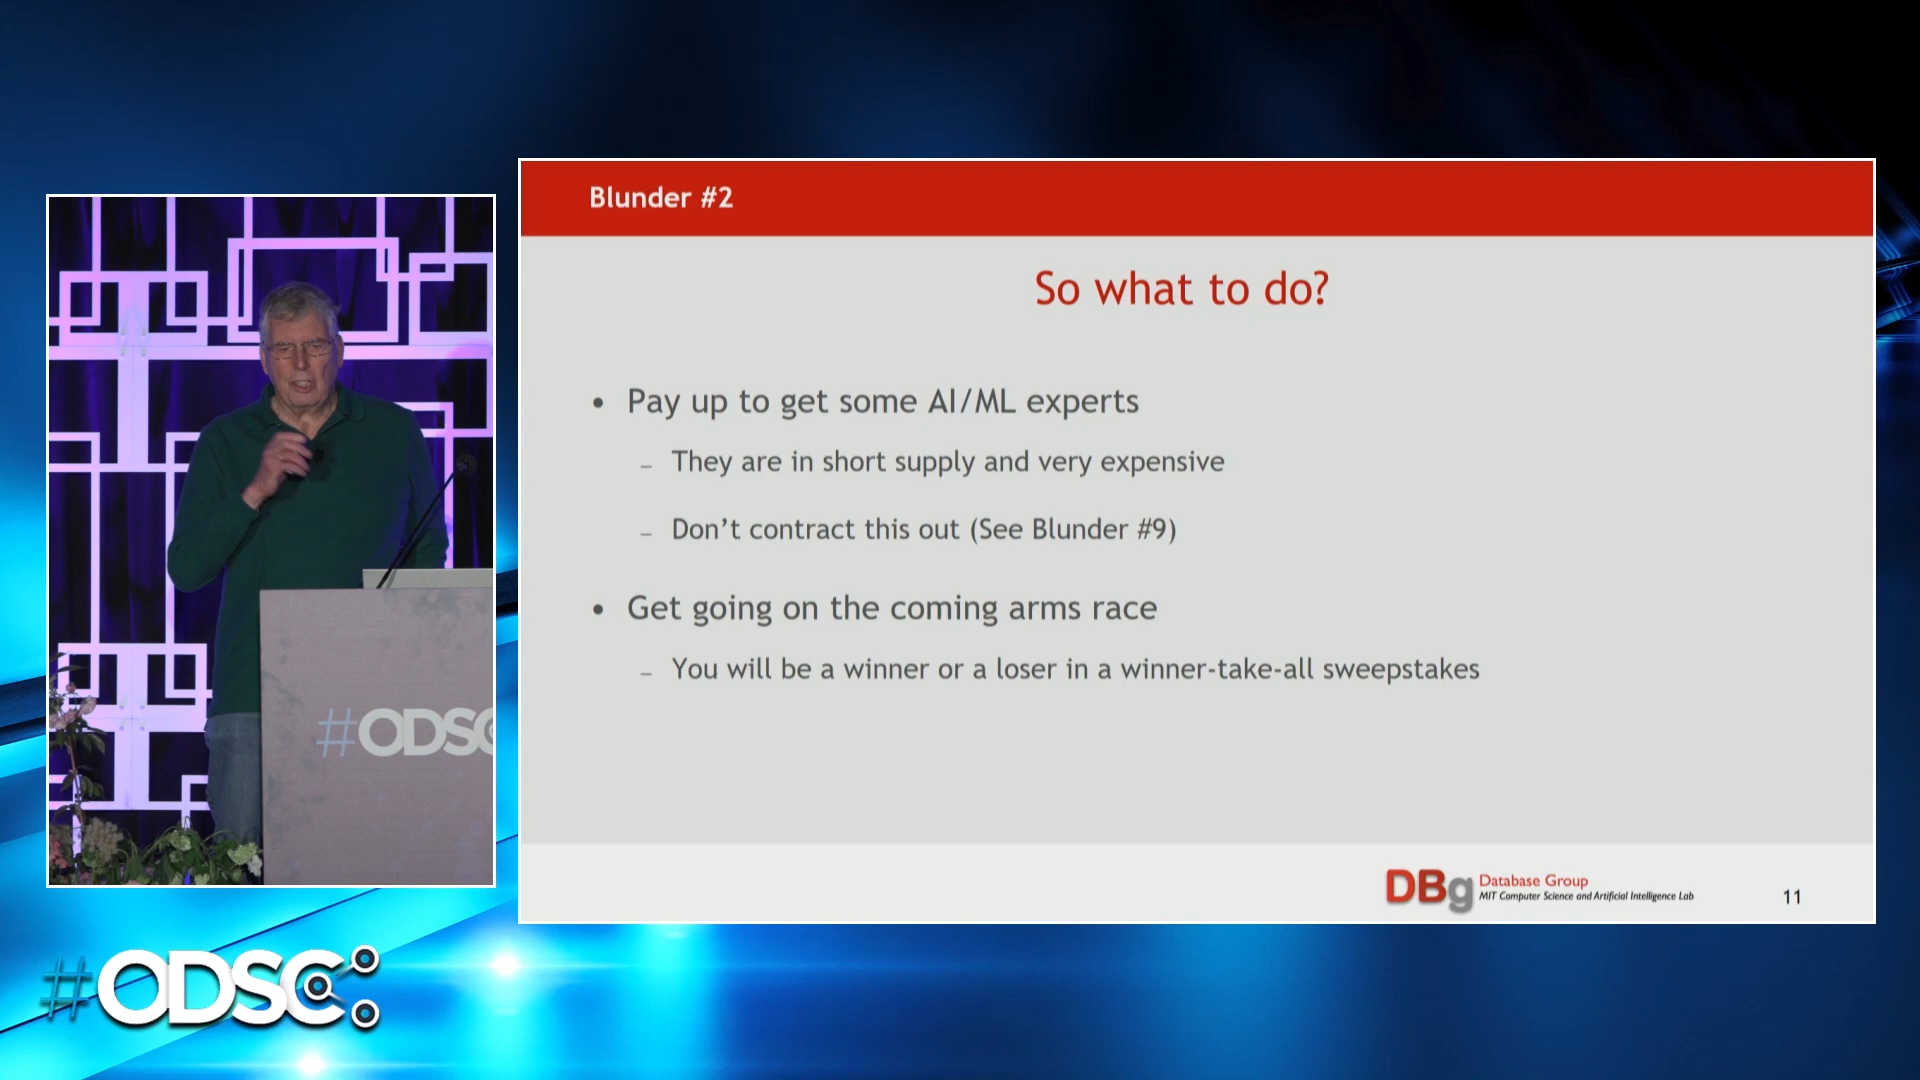 Blunder #2
So what to do?
• Pay up to get some AI/ML experts
– They are in short supply and very expensive
– Don’t contract this out (See Blunder #9)
• Get going on the coming arms race
– You will be a winner or a loser in a winner-take-all sweepstakes
DBg Database Group
MIT Computer Science and Artificial Intelligence Lab
11
#ODSC
#ODSC